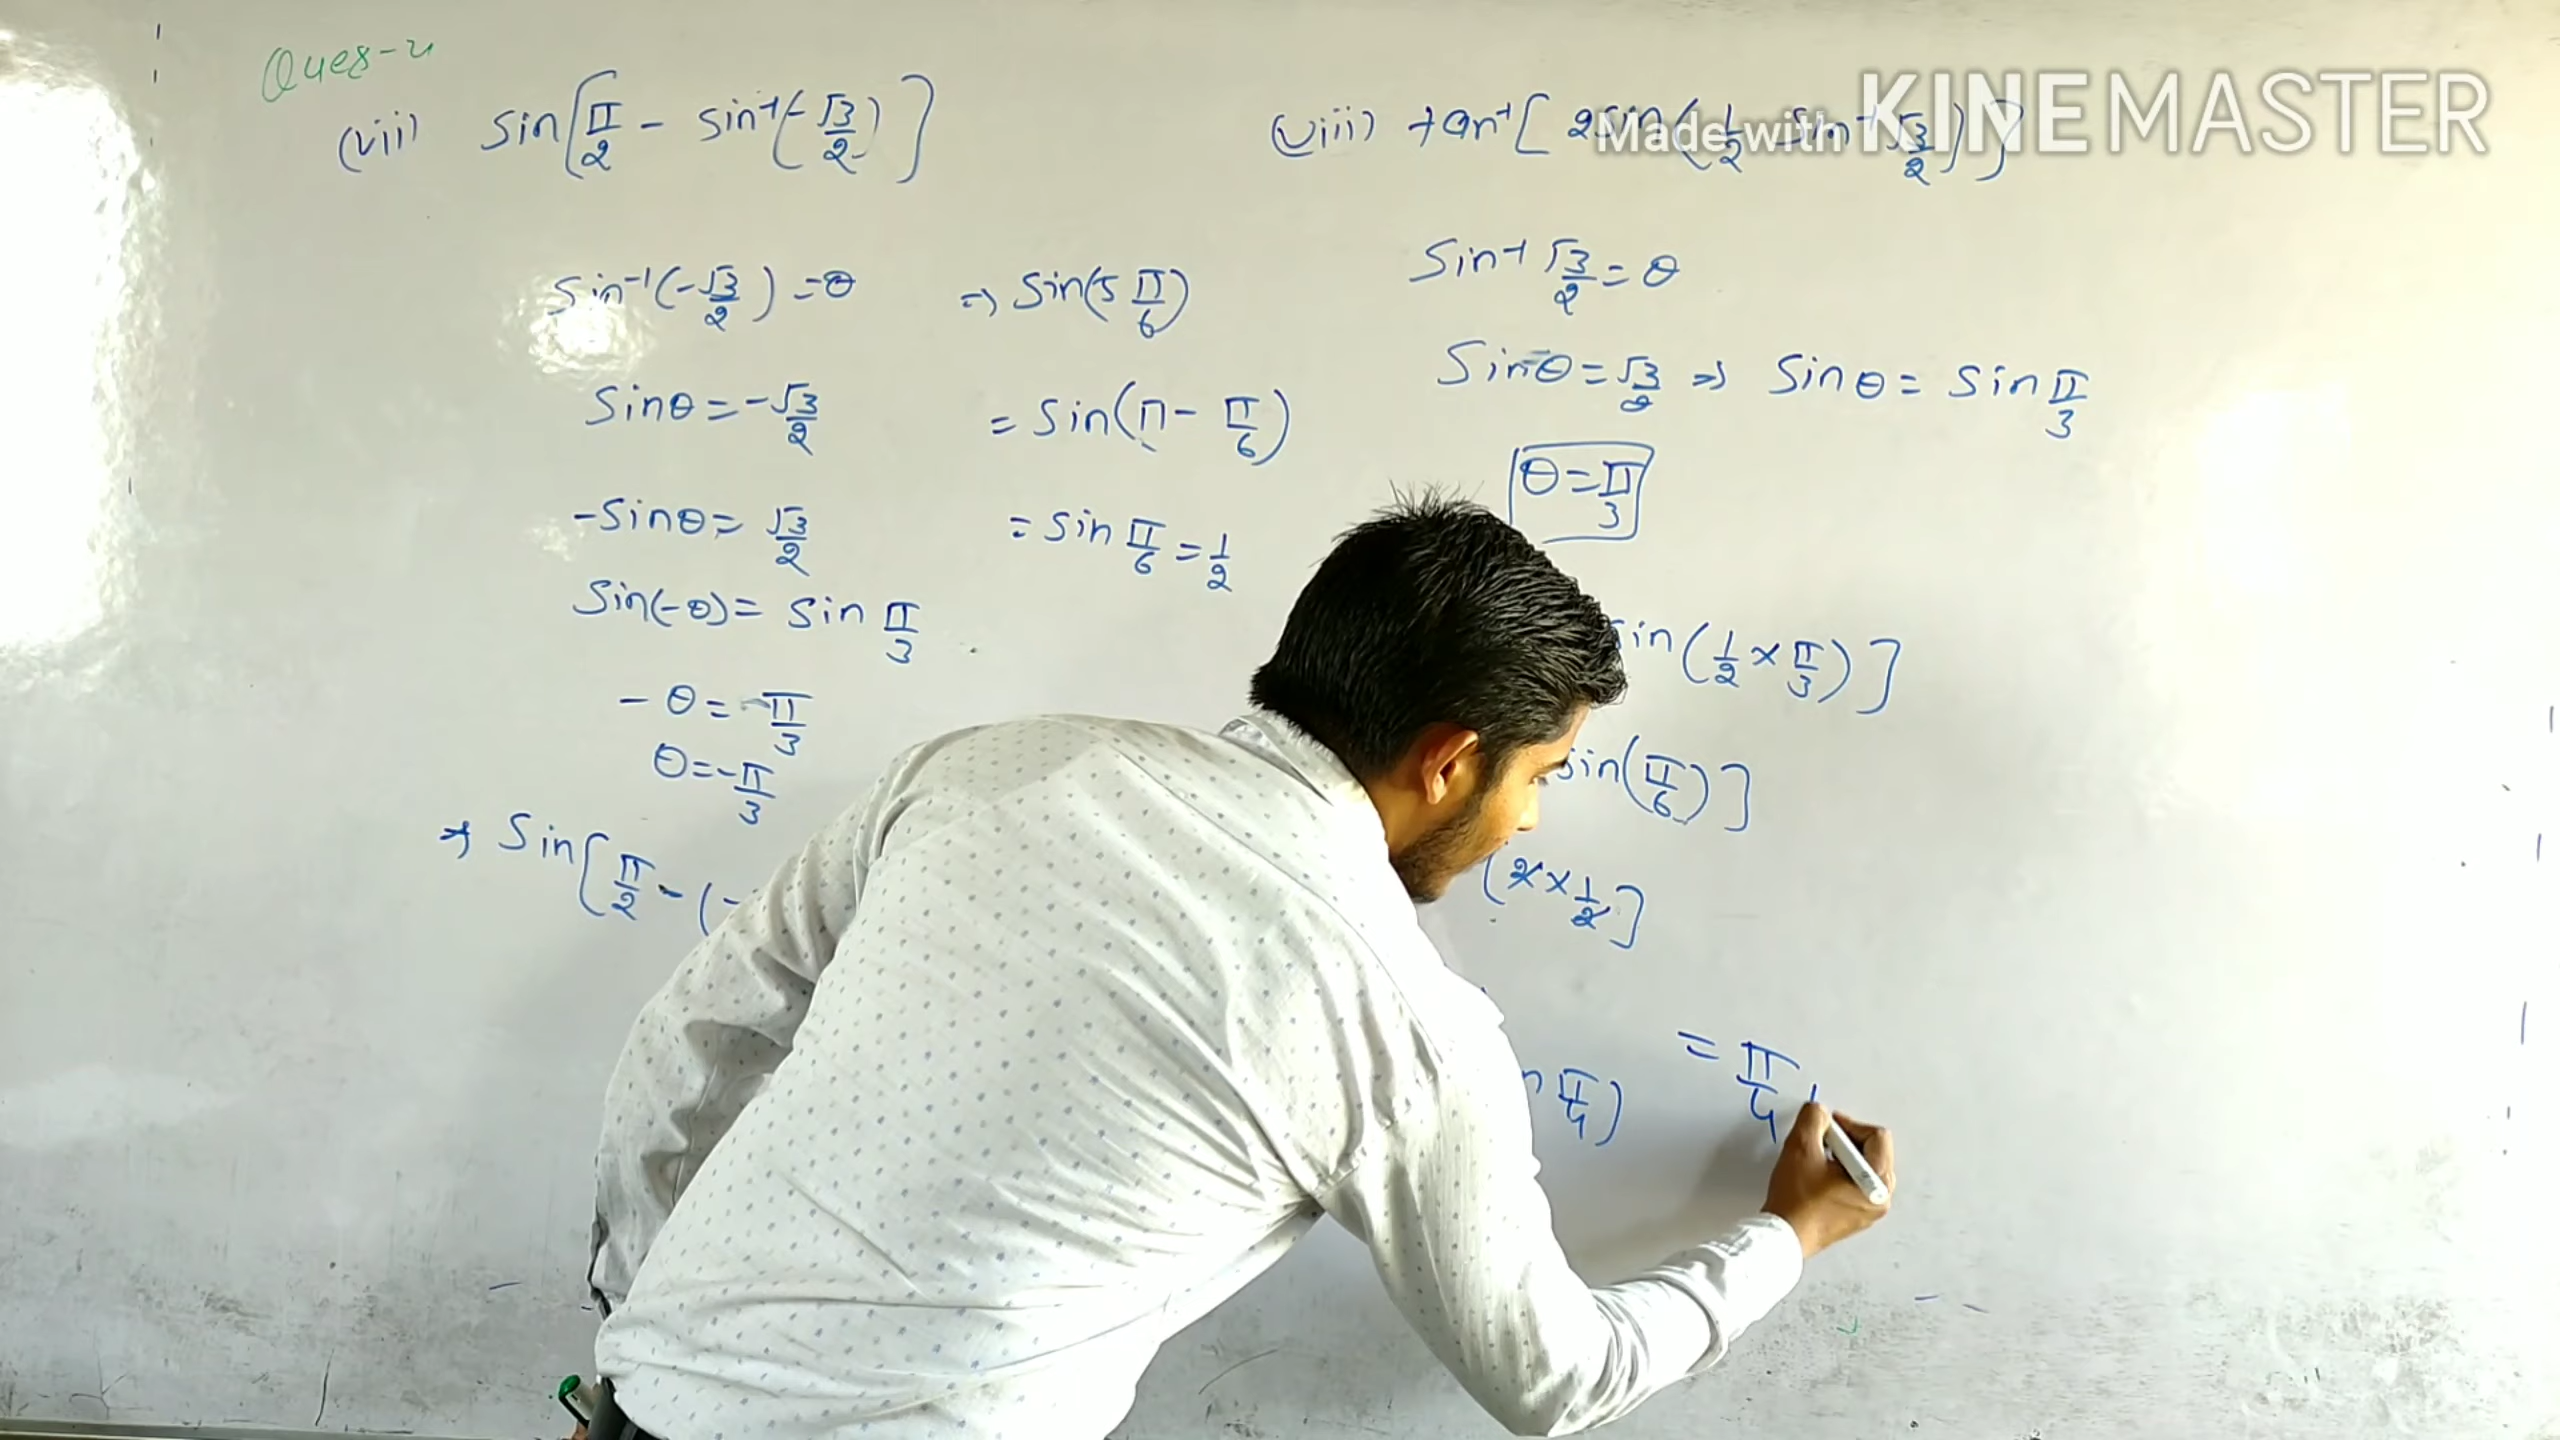 Ques-4
(vii) sin[π/2 - sin⁻¹(-√3/2)]
sin⁻¹(-√3/2) = θ
sinθ = -√3/2
-sinθ = √3/2
sin(-θ) = sin π/3
-θ = π/3
θ = -π/3
⇒ sin[π/2 - (-
⇒ sin(5 π/6)
= sin(π - π/6)
= sin π/6 = 1/2
(viii) tan⁻¹[2sin(1/2 sin⁻¹ √3/2)]
Made with KINEMASTER
sin⁻¹ √3/2 = θ
sinθ = √3/2 ⇒ sinθ = sin π/3
θ = π/3
sin(1/2 × π/3)]
sin(π/6)]
(2 × 1/2]
n π/4) = π/4